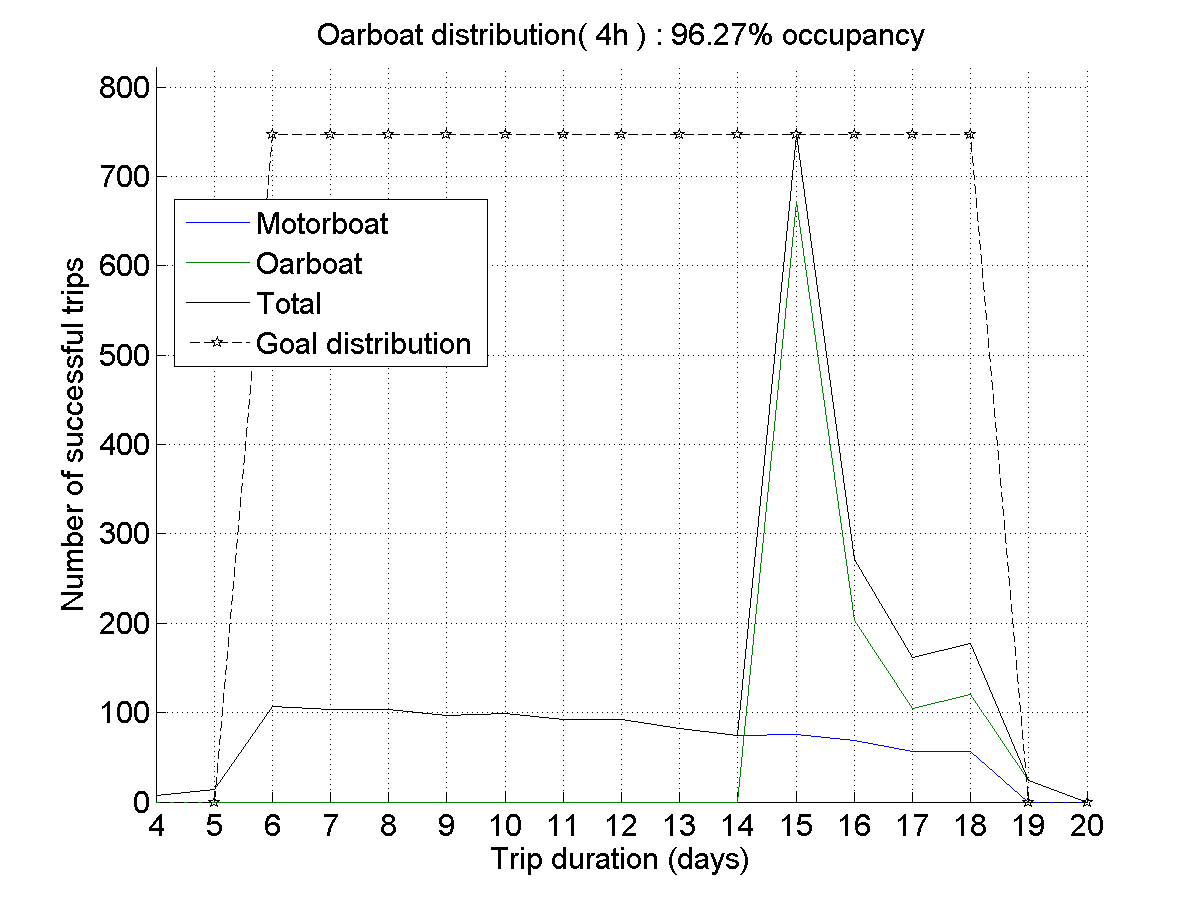 Oarboat distribution( 4h ) : 96.27% occupancy
Number of successful trips
800
700
600
500
400
300
200
100
0
Motorboat
Oarboat
Total
Goal distribution
4 5 6 7 8 9 10 11 12 13 14 15 16 17 18 19 20
Trip duration (days)